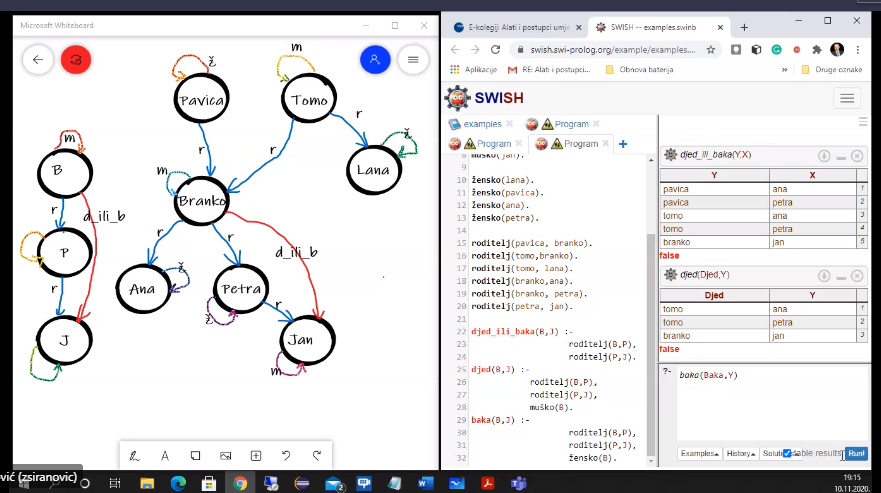 Microsoft Whiteboard
ž
m
Pavica
Tomo
r
r
r
ž
Lana
m
B
m
Branko
r
d_ili_b
r
r
d_ili_b
P
r
Ana
ž
Petra
ž
r
J
Jan
m
ović (zsiranovic)
E-kolegij: Alati i postupci umje
SWISH -- examples.swinb
swish.swi-prolog.org/example/examples....
Aplikacije
RE: Alati i postupci...
Obnova baterija
Druge oznake
SWISH
examples
Program
Program
Program
8 muško(jan).
9
10 žensko(lana).
11 žensko(pavica).
12 žensko(ana).
13 žensko(petra).
14
15 roditelj(pavica, branko).
16 roditelj(tomo,branko).
17 roditelj(tomo, lana).
18 roditelj(branko,ana).
19 roditelj(branko, petra).
20 roditelj(petra, jan).
21
22 djed_ili_baka(B,J) :-
23 roditelj(B,P),
24 roditelj(P,J).
25 djed(B,J) :-
26 roditelj(B,P),
27 roditelj(P,J),
28 muško(B).
29 baka(B,J) :-
30 roditelj(B,P),
31 roditelj(P,J),
32 žensko(B).
djed_ili_baka(Y,X)
Y X
pavica ana 1
pavica petra 2
tomo ana 3
tomo petra 4
branko jan 5
false
djed(Djed,Y)
Djed Y
tomo ana 1
tomo petra 2
branko jan 3
false
?- baka(Baka,Y)
Examples
History
Soluti
able results
Run!
19:15
10.11.2020.